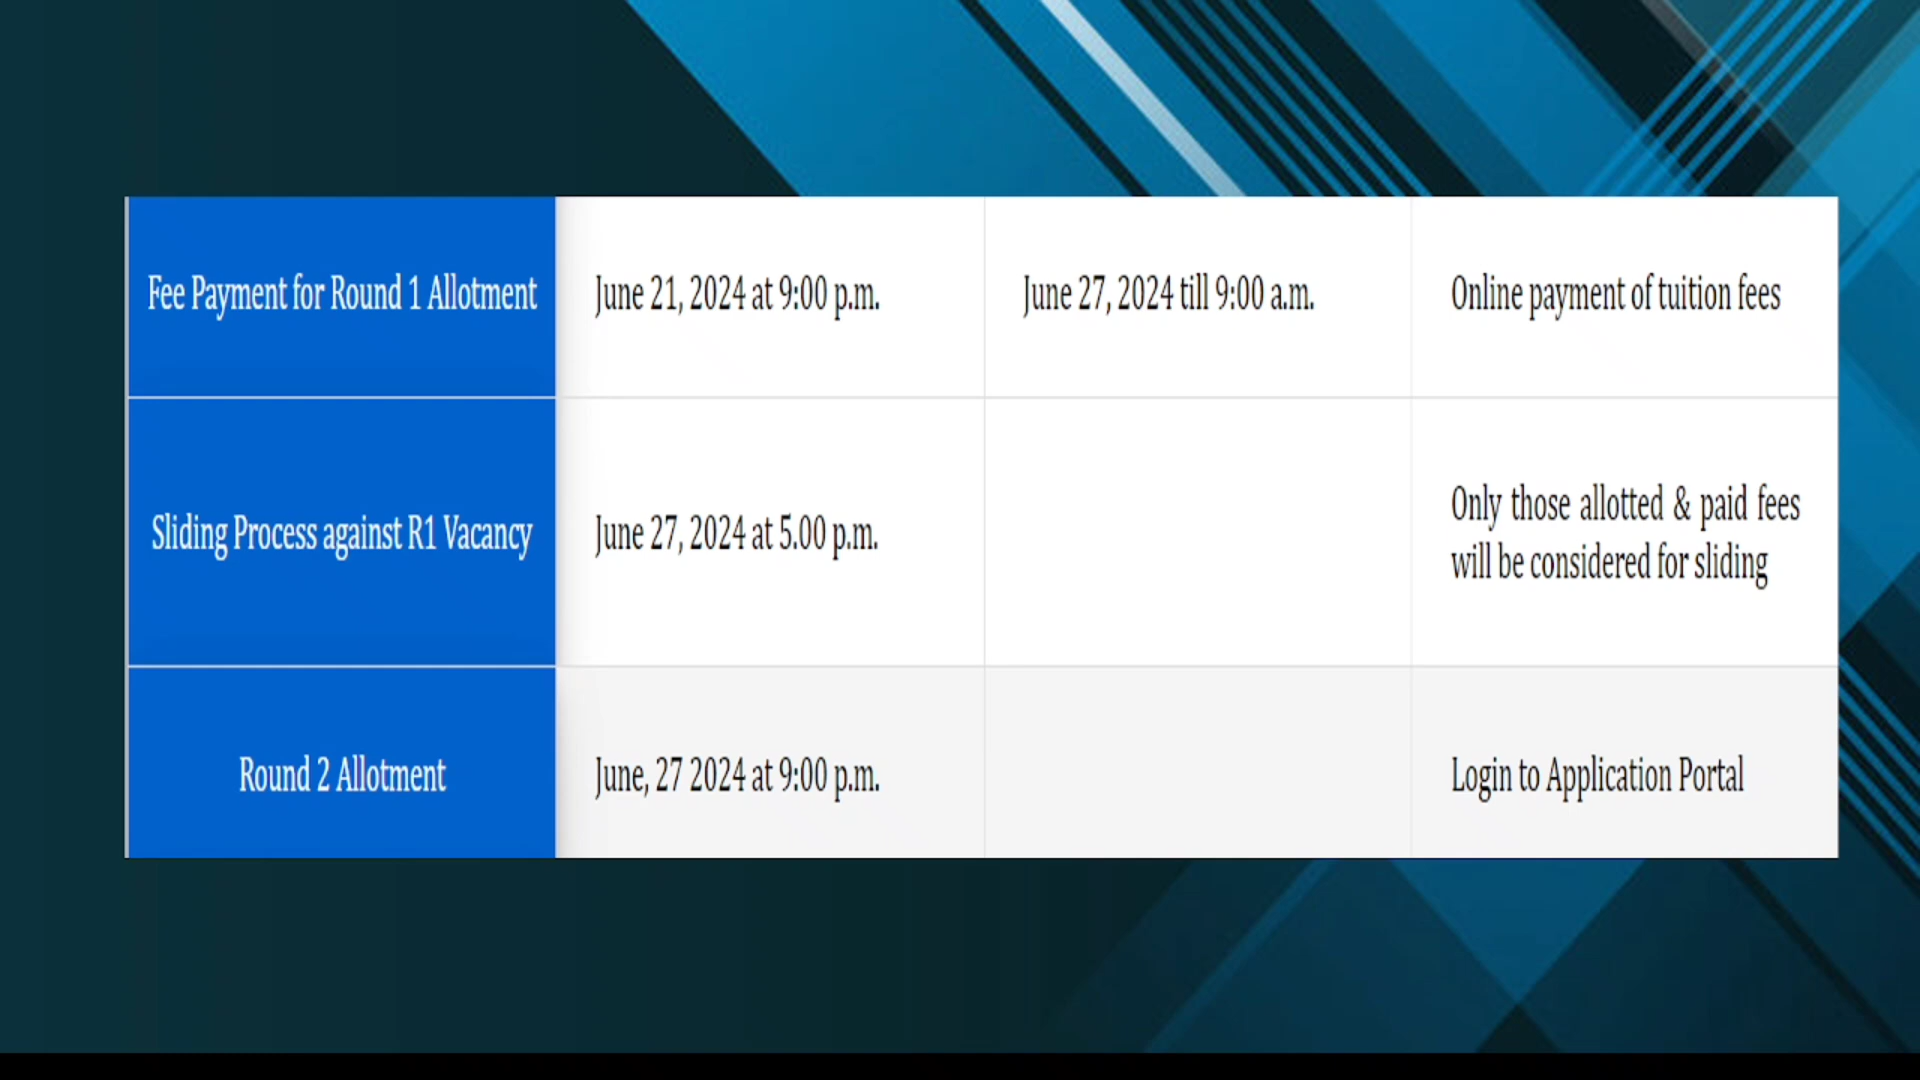 Fee Payment for Round 1 Allotment
June 21, 2024 at 9:00 p.m.
June 27, 2024 till 9:00 a.m.
Online payment of tuition fees
Sliding Process against R1 Vacancy
June 27, 2024 at 5.00 p.m.
Only those allotted & paid fees
will be considered for sliding
Round 2 Allotment
June, 27 2024 at 9:00 p.m.
Login to Application Portal